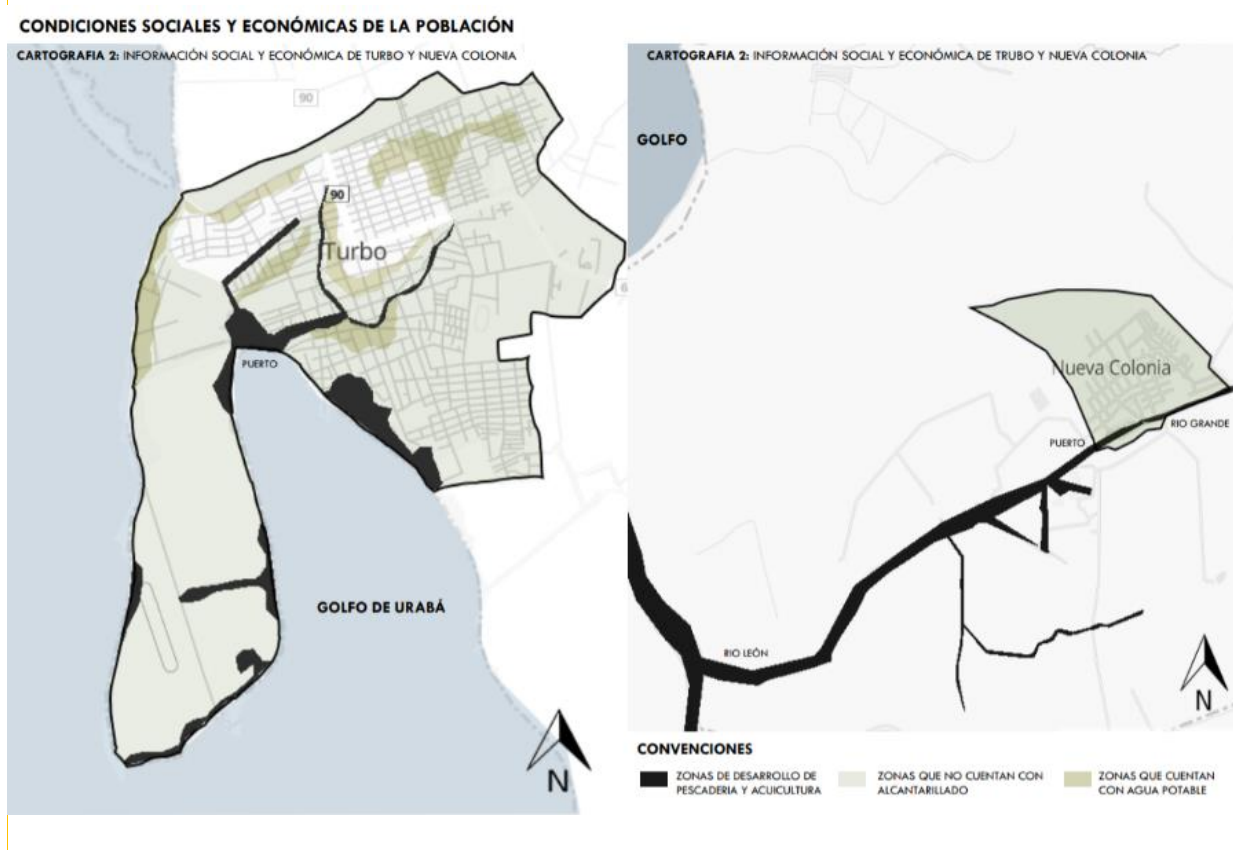 CONDICIONES SOCIALES Y ECONÓMICAS DE LA POBLACIÓN
CARTOGRAFIA 2: INFORMACIÓN SOCIAL Y ECONÓMICA DE TURBO Y NUEVA COLONIA
90
90
Turbo
PUERTO
GOLFO DE URABÁ
N
6
CARTOGRAFIA 2: INFORMACIÓN SOCIAL Y ECONÓMICA DE TRUBO Y NUEVA COLONIA
GOLFO
Nueva Colonia
RIO GRANDE
PUERTO
RIO LEÓN
N
CONVENCIONES
ZONAS DE DESARROLLO DE
PESCADERIA Y ACUICULTURA
ZONAS QUE NO CUENTAN CON
ALCANTARILLADO
ZONAS QUE CUENTAN
CON AGUA POTABLE